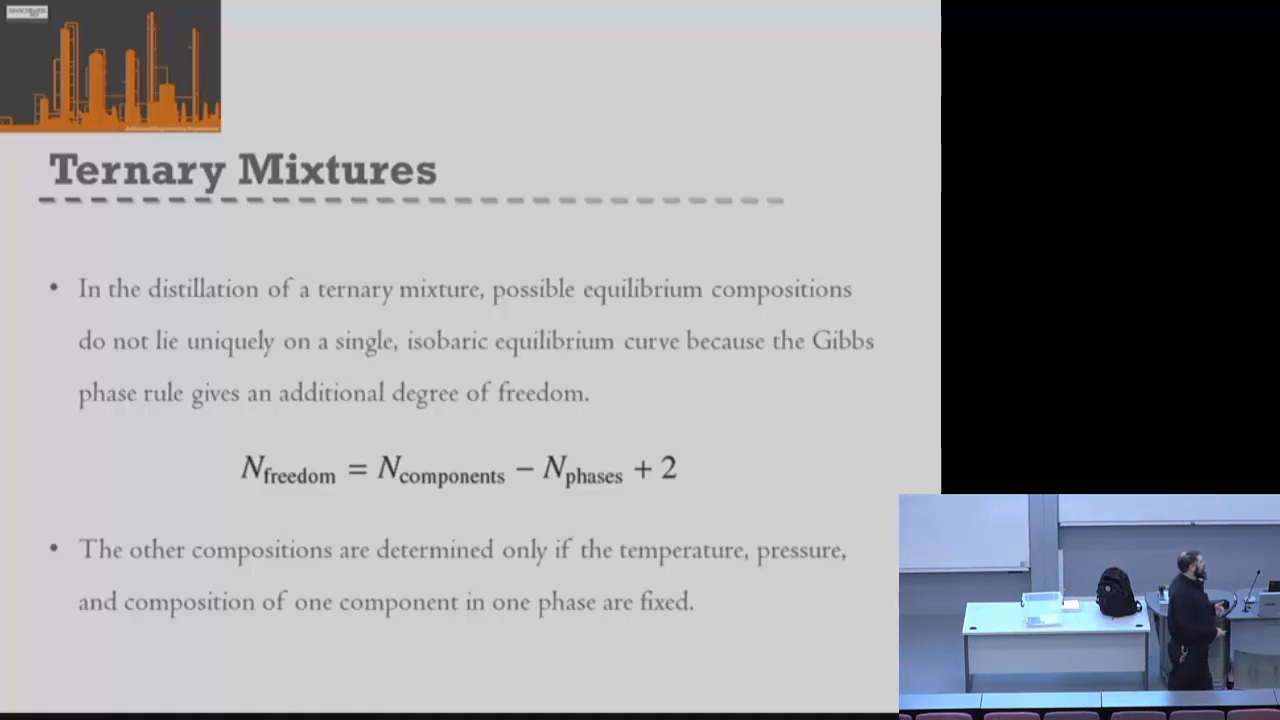 Ternary Mixtures
• In the distillation of a ternary mixture, possible equilibrium compositions
do not lie uniquely on a single, isobaric equilibrium curve because the Gibbs
phase rule gives an additional degree of freedom.
N_freedom = N_components − N_phases + 2
• The other compositions are determined only if the temperature, pressure,
and composition of one component in one phase are fixed.